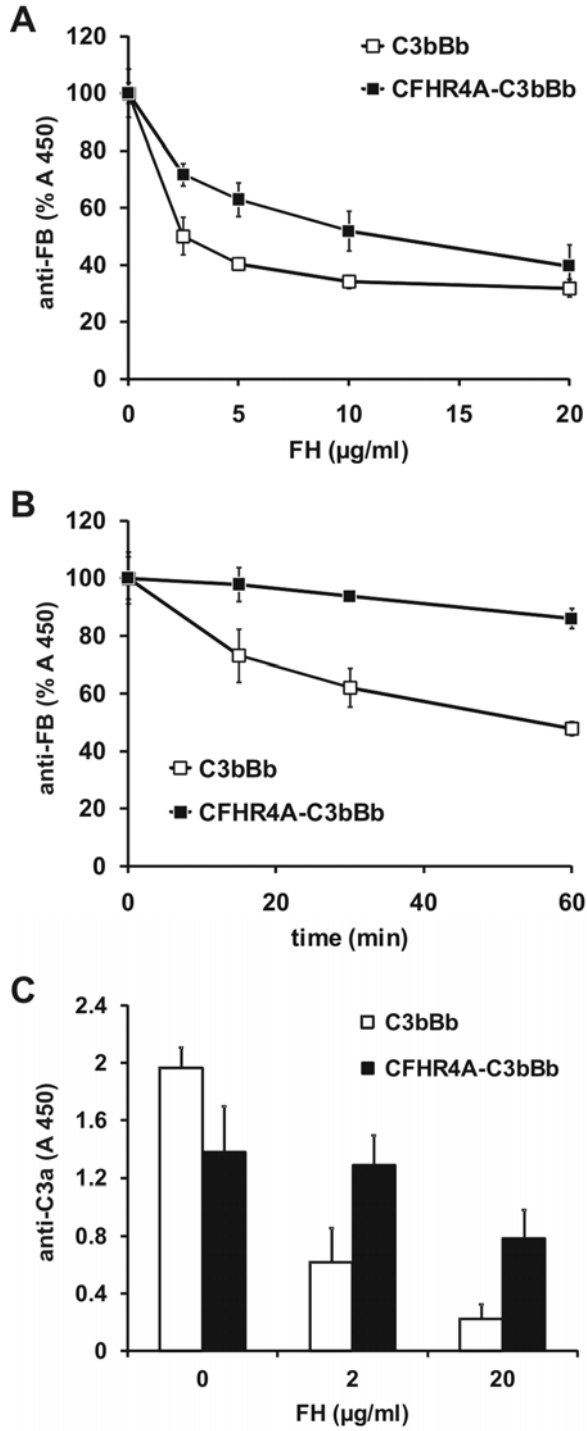 A
120
100
80
60
40
20
0
anti-FB (% A 450)
C3bBb
CFHR4A-C3bBb
0 5 10 15 20
FH (µg/ml)
B
120
100
80
60
40
20
0
anti-FB (% A 450)
C3bBb
CFHR4A-C3bBb
0 20 40 60
time (min)
C
2.4
2
1.6
1.2
0.8
0.4
0
anti-C3a (A 450)
C3bBb
CFHR4A-C3bBb
0 2 20
FH (µg/ml)